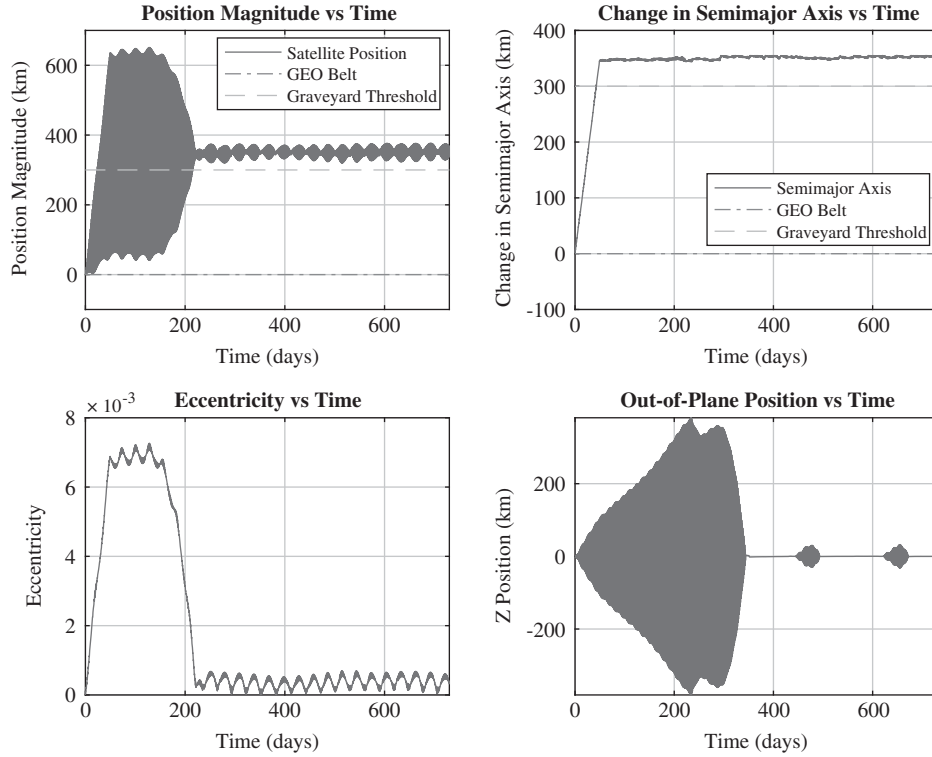 Position Magnitude vs Time
Position Magnitude (km)
600
400
200
0
0
200
400
600
Time (days)
Satellite Position
GEO Belt
Graveyard Threshold
Change in Semimajor Axis vs Time
Change in Semimajor Axis (km)
400
300
200
100
0
-100
0
200
400
600
Time (days)
Semimajor Axis
GEO Belt
Graveyard Threshold
Eccentricity vs Time
× 10⁻³
Eccentricity
8
6
4
2
0
0
200
400
600
Time (days)
Out-of-Plane Position vs Time
Z Position (km)
200
0
-200
0
200
400
600
Time (days)